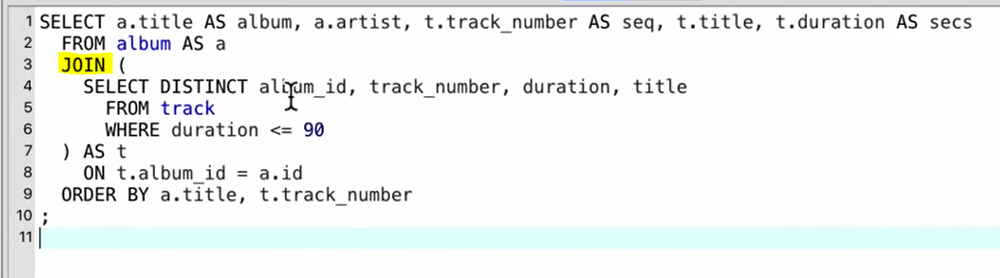 1 SELECT a.title AS album, a.artist, t.track_number AS seq, t.title, t.duration AS secs
2 FROM album AS a
3 JOIN (
4 SELECT DISTINCT album_id, track_number, duration, title
5 FROM track
6 WHERE duration <= 90
7 ) AS t
8 ON t.album_id = a.id
9 ORDER BY a.title, t.track_number
10 ;
11